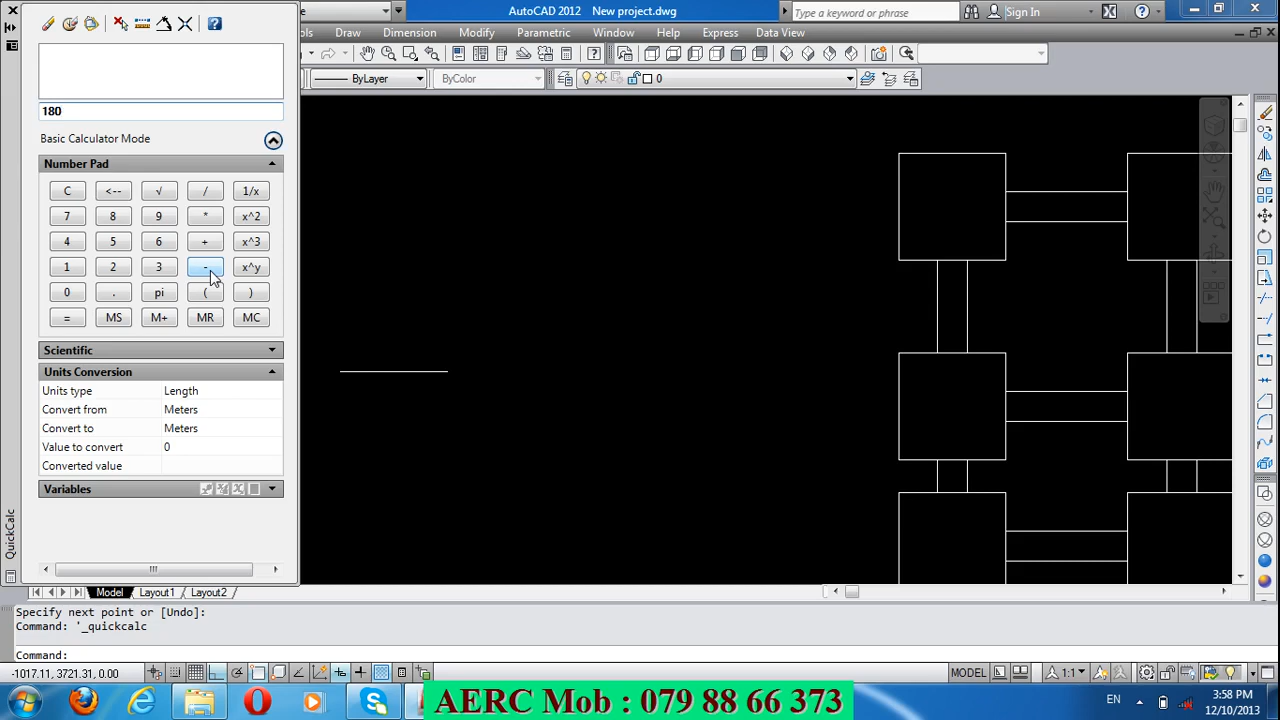 AutoCAD 2012 New project.dwg
Type a keyword or phrase
Sign In
Draw Dimension Modify Parametric Window Help Express Data View
ByLayer ByColor 0
180
Basic Calculator Mode
Number Pad
C <-- √ / 1/x
7 8 9 * x^2
4 5 6 + x^3
1 2 3 - x^y
0 . pi ( )
= MS M+ MR MC
Scientific
Units Conversion
Units type Length
Convert from Meters
Convert to Meters
Value to convert 0
Converted value
Variables
QuickCalc
Model Layout1 Layout2
Specify next point or [Undo]:
Command: '_quickcalc
Command:
-1017.11, 3721.31, 0.00
MODEL 1:1
AERC Mob : 079 88 66 373
EN
3:58 PM
12/10/2013